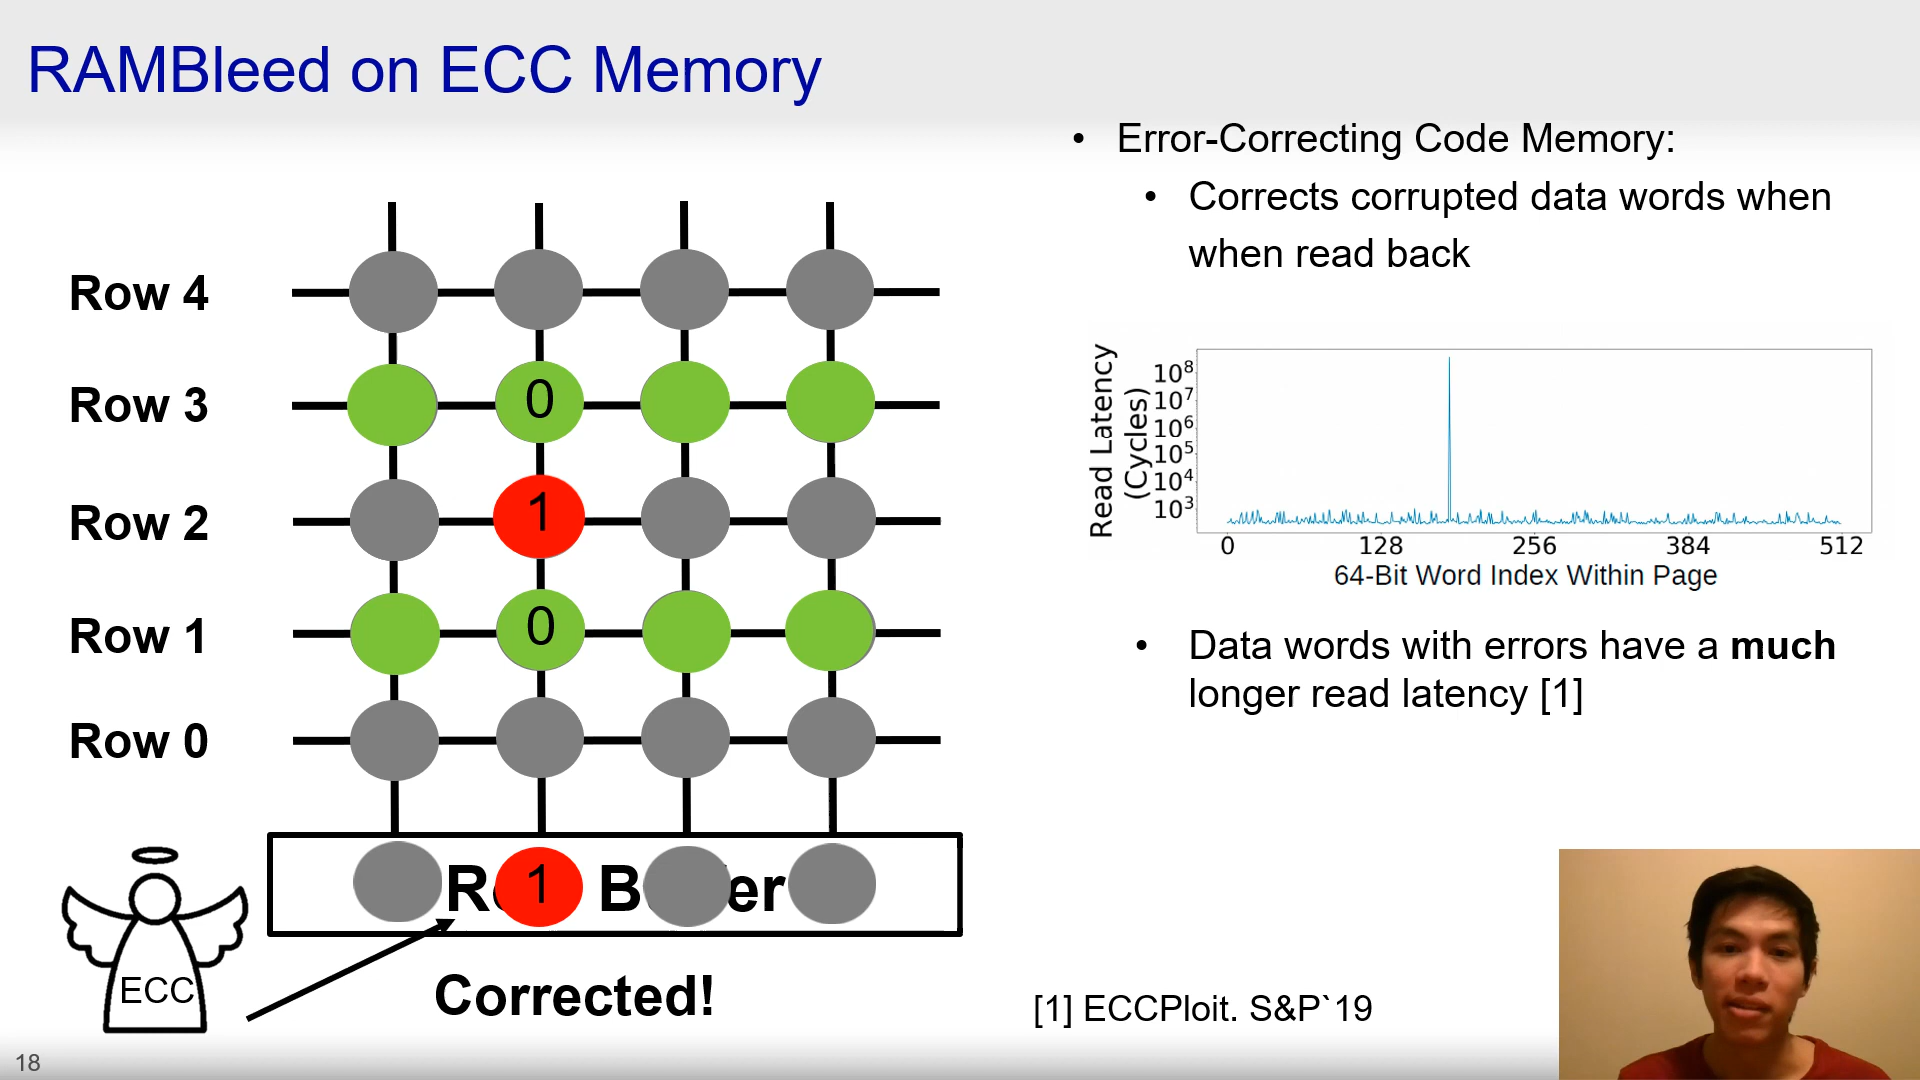 RAMBleed on ECC Memory
• Error-Correcting Code Memory:
• Corrects corrupted data words when
when read back
Row 4
Row 3
0
Row 2
1
Row 1
0
Row 0
1
ECC
Corrected!
Read Latency
(Cycles)
10⁸
10⁷
10⁶
10⁵
10⁴
10³
0 128 256 384 512
64-Bit Word Index Within Page
• Data words with errors have a much
longer read latency [1]
[1] ECCPloit. S&P`19
18